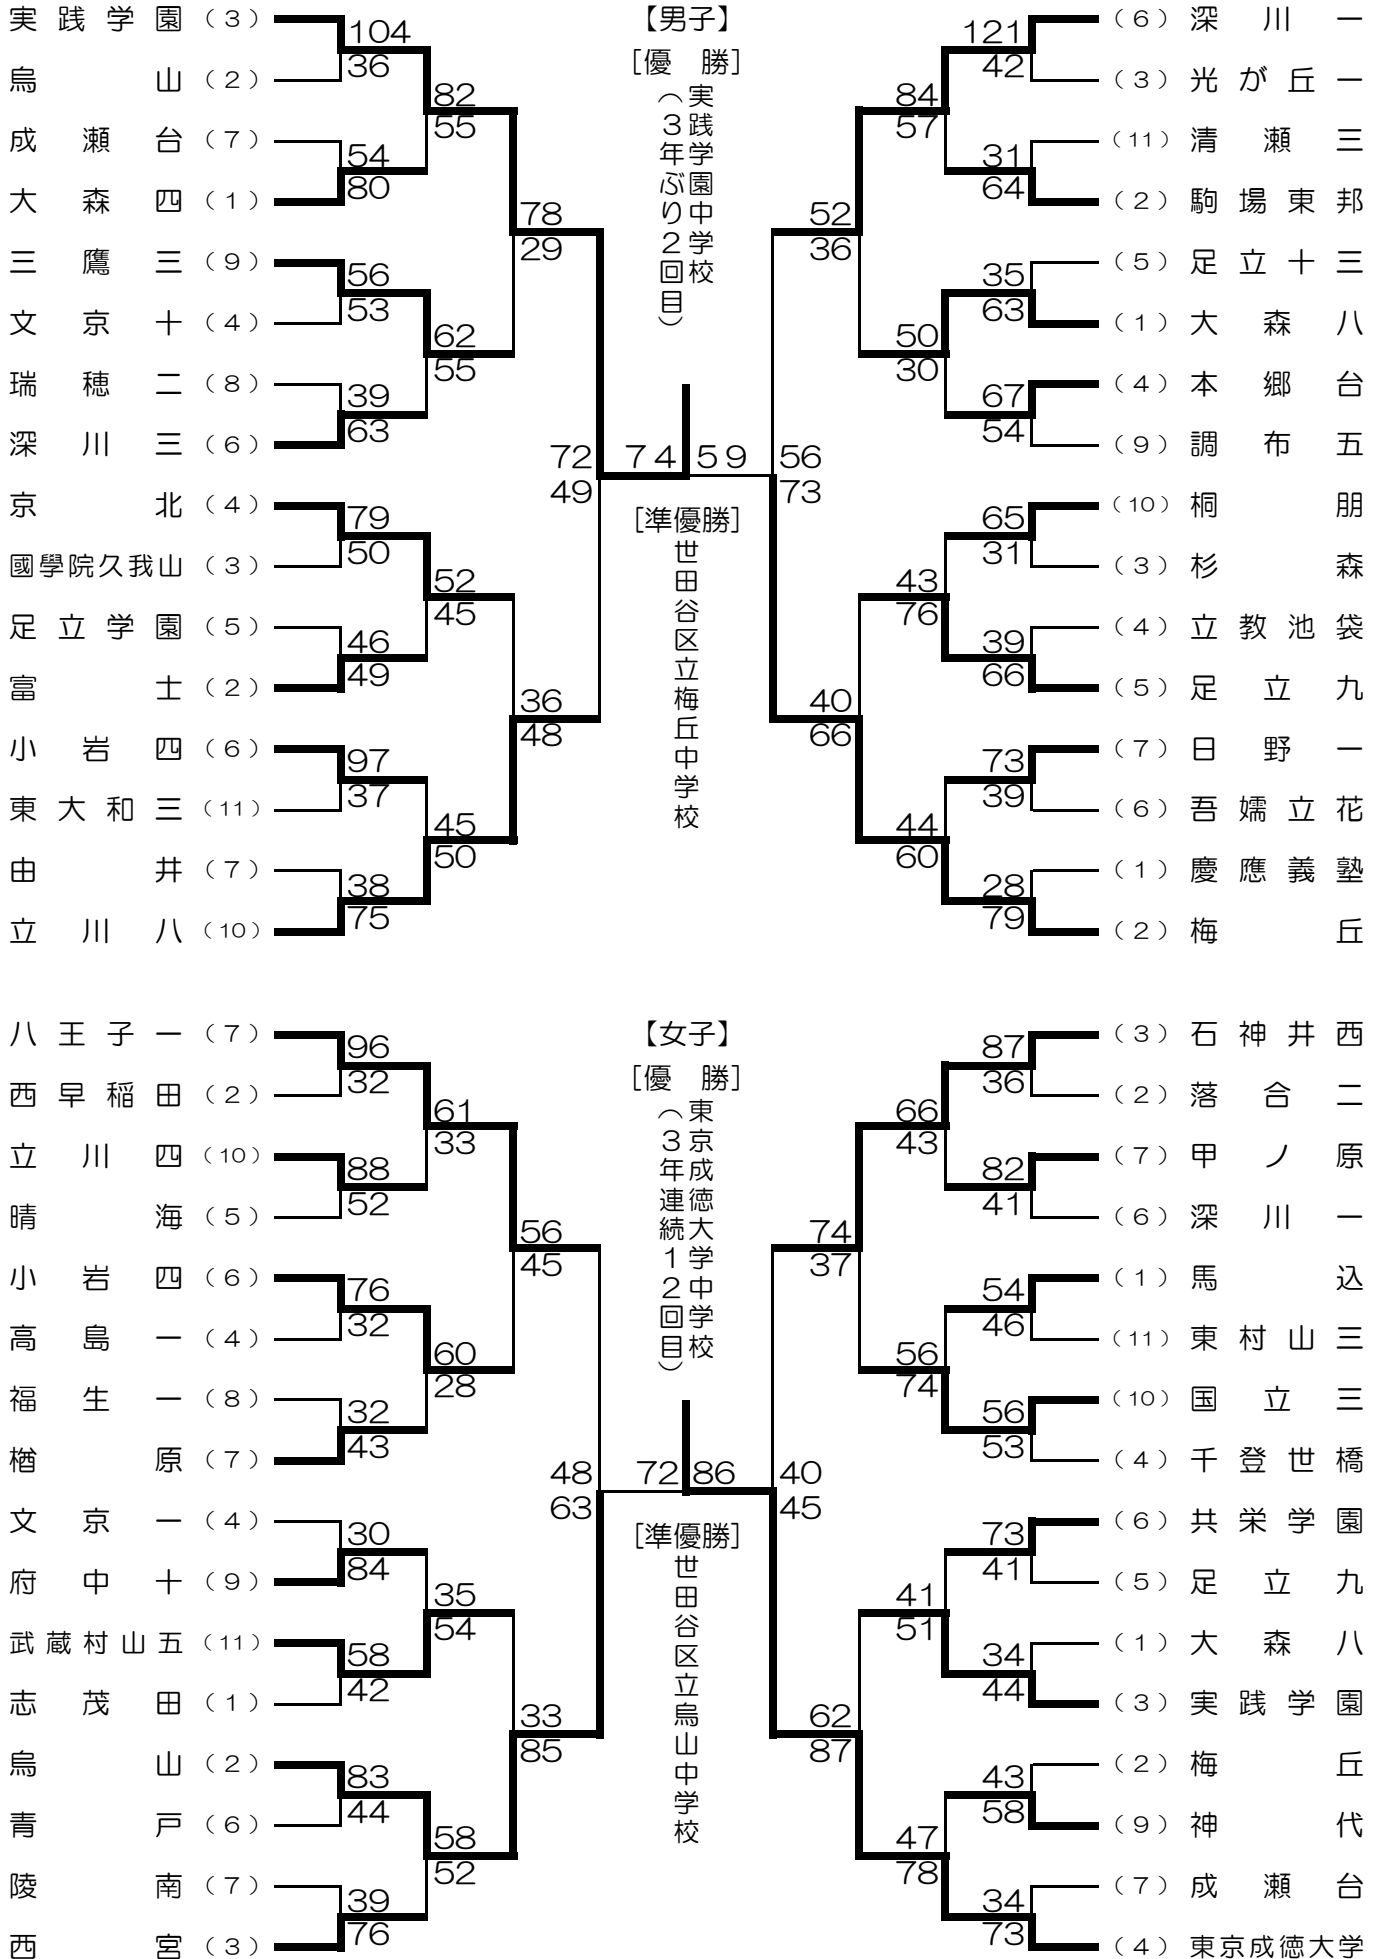 【男子】
[優　勝]
実践学園中学校
（３年ぶり２回目）
[準優勝]
世田谷区立梅丘中学校
実践学園（3）
烏山（2）
成瀬台（7）
大森四（1）
三鷹三（9）
文京十（4）
瑞穂二（8）
深川三（6）
京北（4）
國學院久我山（3）
足立学園（5）
富士（2）
小岩四（6）
東大和三（11）
由井（7）
立川八（10）
104
36
54
80
56
53
39
63
79
50
46
49
97
37
38
75
82
55
62
55
52
45
45
50
78
29
36
48
72
49
74 59
56
73
52
36
40
66
84
57
50
30
43
76
44
60
121
42
31
64
35
63
67
54
65
31
39
66
73
39
28
79
（6）深川一
（3）光が丘一
（11）清瀬三
（2）駒場東邦
（5）足立十三
（1）大森八
（4）本郷台
（9）調布五
（10）桐朋
（3）杉森
（4）立教池袋
（5）足立九
（7）日野一
（6）吾嬬立花
（1）慶應義塾
（2）梅丘
【女子】
[優　勝]
東京成徳大学中学校
（３年連続１２回目）
[準優勝]
世田谷区立烏山中学校
八王子一（7）
西早稲田（2）
立川四（10）
晴海（5）
小岩四（6）
高島一（4）
福生一（8）
楢原（7）
文京一（4）
府中十（9）
武蔵村山五（11）
志茂田（1）
烏山（2）
青戸（6）
陵南（7）
西宮（3）
96
32
88
52
76
32
32
43
30
84
58
42
83
44
39
76
61
33
60
28
35
54
58
52
56
45
33
85
48
63
72 86
40
45
74
37
62
87
66
43
56
74
41
51
47
78
87
36
82
41
54
46
56
53
73
41
34
44
43
58
34
73
（3）石神井西
（2）落合二
（7）甲ノ原
（6）深川一
（1）馬込
（11）東村山三
（10）国立三
（4）千登世橋
（6）共栄学園
（5）足立九
（1）大森八
（3）実践学園
（2）梅丘
（9）神代
（7）成瀬台
（4）東京成徳大学